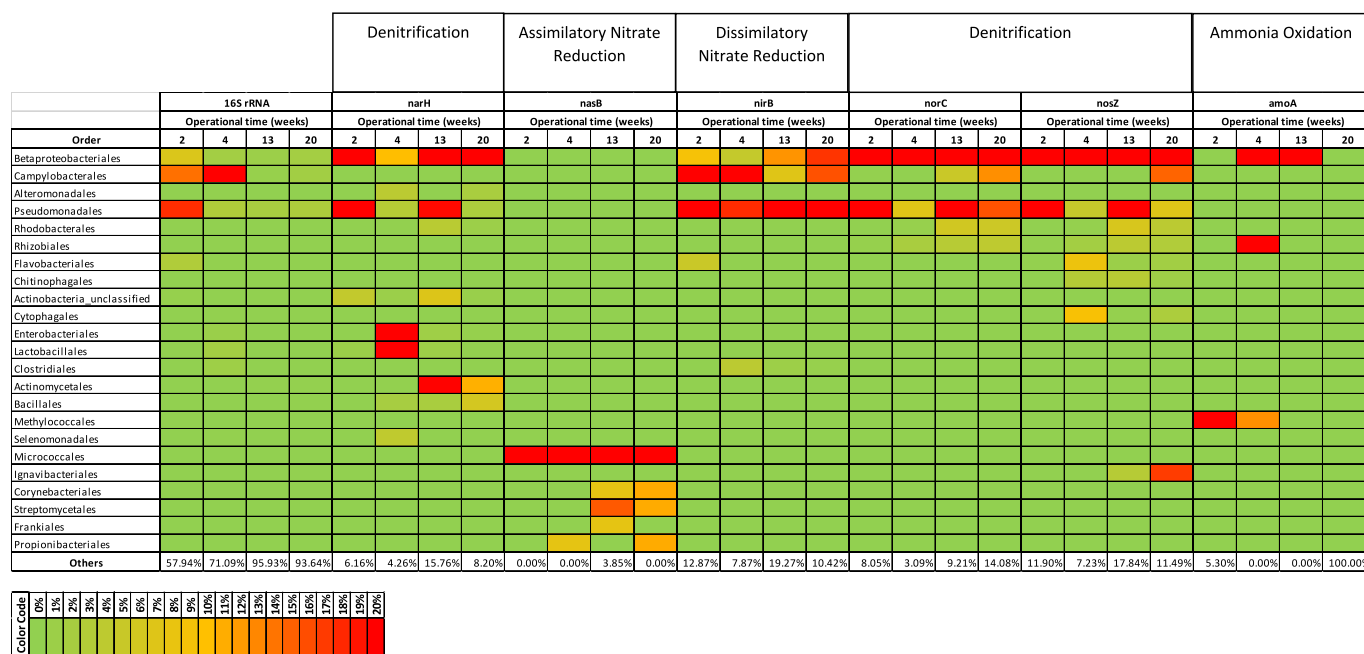 Denitrification Assimilatory Nitrate Dissimilatory Denitrification Ammonia Oxidation
Reduction Nitrate Reduction
16S rRNA narH nasB nirB norC nosZ amoA
Operational time (weeks) Operational time (weeks) Operational time (weeks) Operational time (weeks) Operational time (weeks) Operational time (weeks) Operational time (weeks)
Order 2 4 13 20 2 4 13 20 2 4 13 20 2 4 13 20 2 4 13 20 2 4 13 20 2 4 13 20
Betaproteobacteriales
Campylobacterales
Alteromonadales
Pseudomonadales
Rhodobacterales
Rhizobiales
Flavobacteriales
Chitinophagales
Actinobacteria_unclassified
Cytophagales
Enterobacteriales
Lactobacillales
Clostridiales
Actinomycetales
Bacillales
Methylococcales
Selenomonadales
Micrococcales
Ignavibacteriales
Corynebacteriales
Streptomycetales
Frankiales
Propionibacteriales
Others 57.94% 71.09% 95.93% 93.64% 6.16% 4.26% 15.76% 8.20% 0.00% 0.00% 3.85% 0.00% 12.87% 7.87% 19.27% 10.42% 8.05% 3.09% 9.21% 14.08% 11.90% 7.23% 17.84% 11.49% 5.30% 0.00% 0.00% 100.00%
Color Code 0% 1% 2% 3% 4% 5% 6% 7% 8% 9% 10% 11% 12% 13% 14% 15% 16% 17% 18% 19% 20%